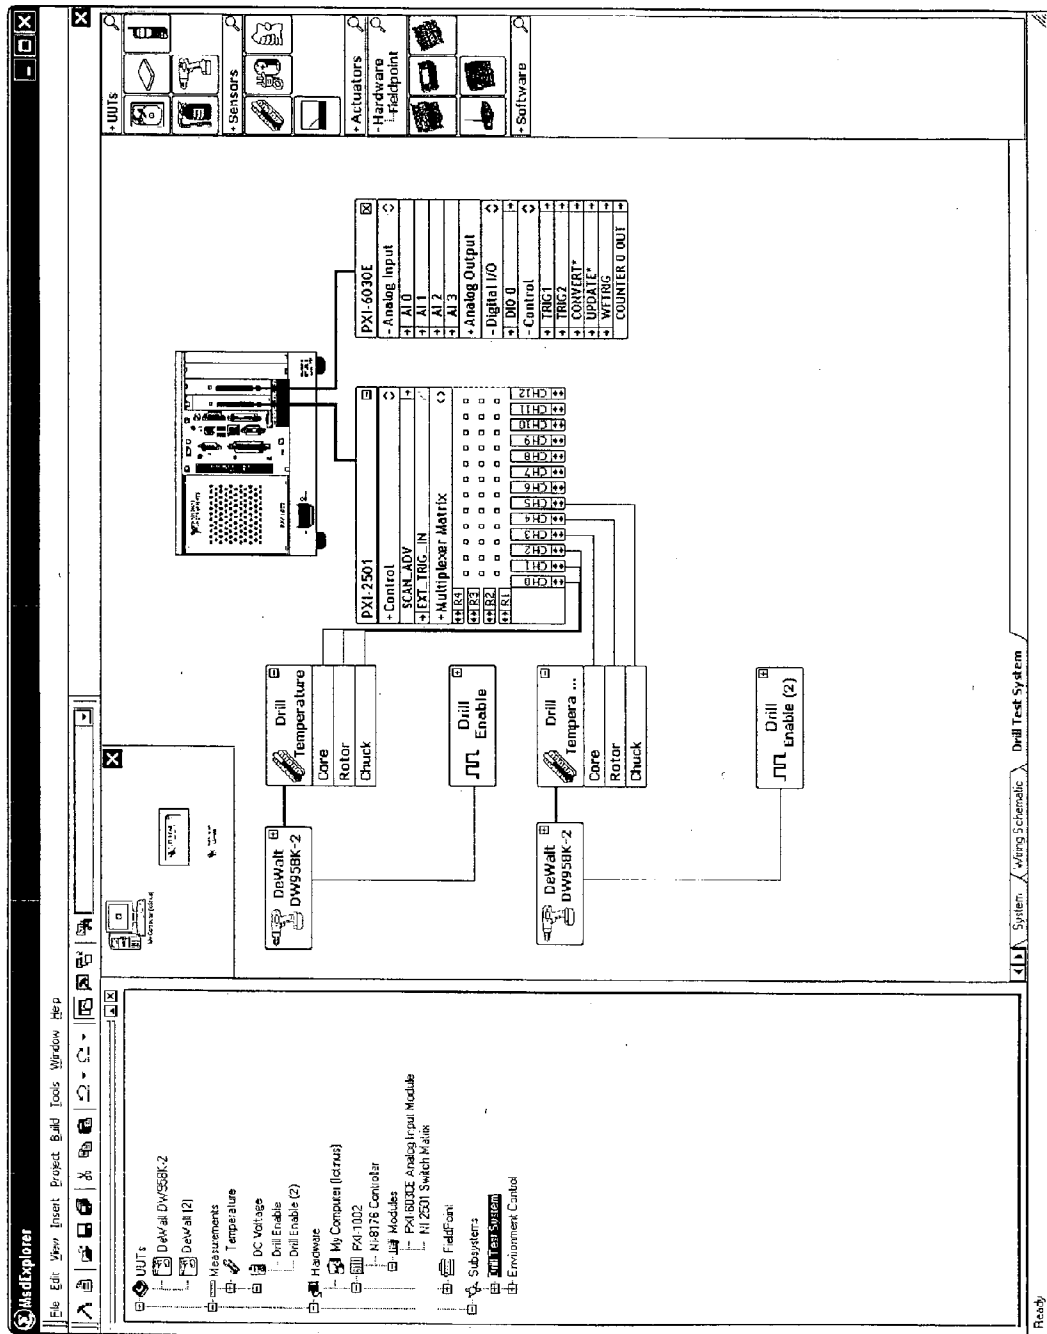 MsdExplorer
File Edit View Insert Project Build Tools Window Help
UUTs
DeWalt DW958K-2
DeWalt (2)
Measurements
Temperature
DC Voltage
Drill Enable
Drill Enable (2)
Hardware
My Computer
PXI-1002
NI-8176 Controller
Modules
PXI-6030E Analog Input Module
NI 2501 Switch Matrix
FieldPoint
Subsystems
Drill Test System
Environment Control
DeWalt
DW958K-2
Drill
Temperature
Core
Rotor
Chuck
Drill
Enable
DeWalt
DW958K-2
Drill
Tempera ...
Core
Rotor
Chuck
Drill
Enable (2)
PXI-2501
+ Control
SCAN_ADV
EXT_TRIG_IN
+ Multiplexer Matrix
R4
R3
R2
R1
CH0 CH1 CH2 CH3 CH4 CH5 CH6 CH7 CH8 CH9 CH10 CH11 CH12
PXI-6030E
- Analog Input
AI 0
AI 1
AI 2
AI 3
+ Analog Output
- Digital I/O
DIO 0
- Control
TRIG1
TRIG2
CONVERT*
UPDATE*
WFTRIG
COUNTER 0 OUT
+ UUTs
+ Sensors
+ Actuators
- Hardware
Fieldpoint
+ Software
System
Wiring Schematic
Drill Test System
Ready